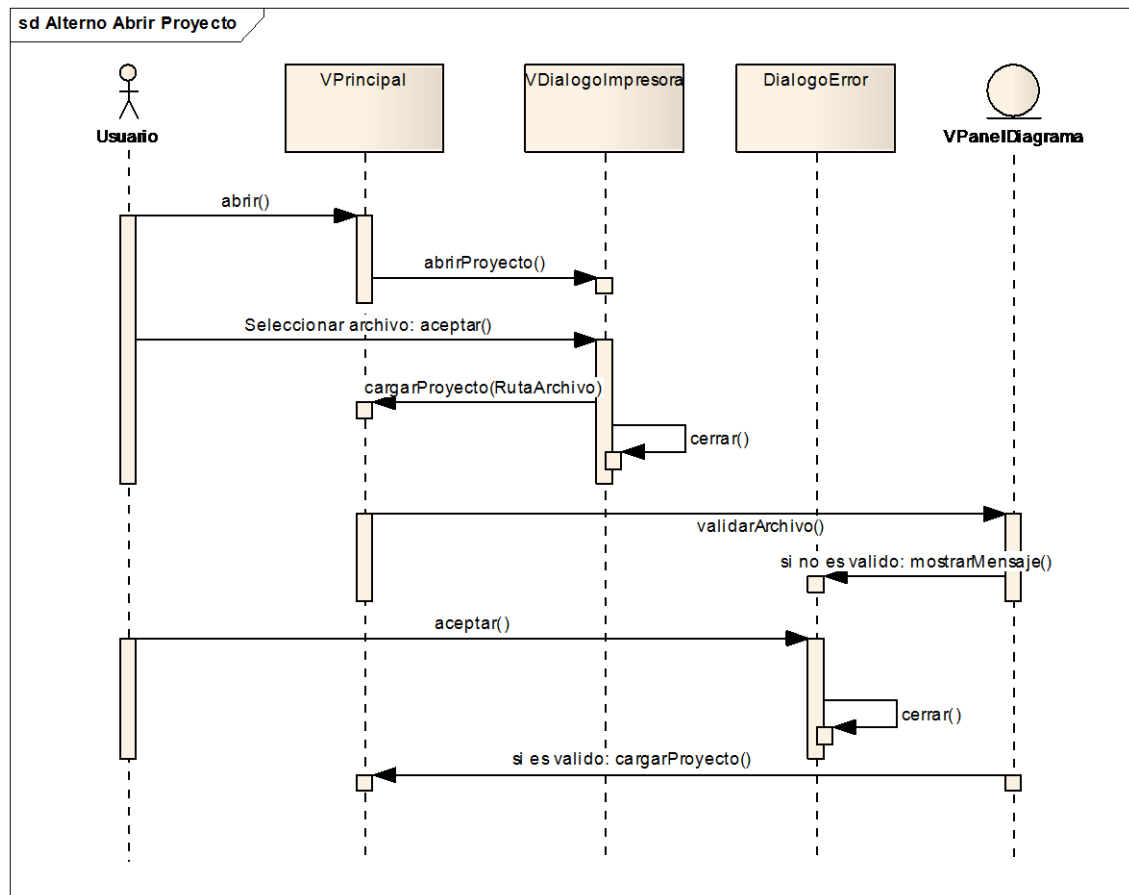 sd Alterno Abrir Proyecto
VPrincipal
VDialogoImpresora
DialogoError
Usuario
VPanelDiagrama
abrir()
abrirProyecto()
Seleccionar archivo: aceptar()
cargarProyecto(RutaArchivo)
cerrar()
validarArchivo()
si no es valido: mostrarMensaje()
aceptar()
cerrar()
si es valido: cargarProyecto()